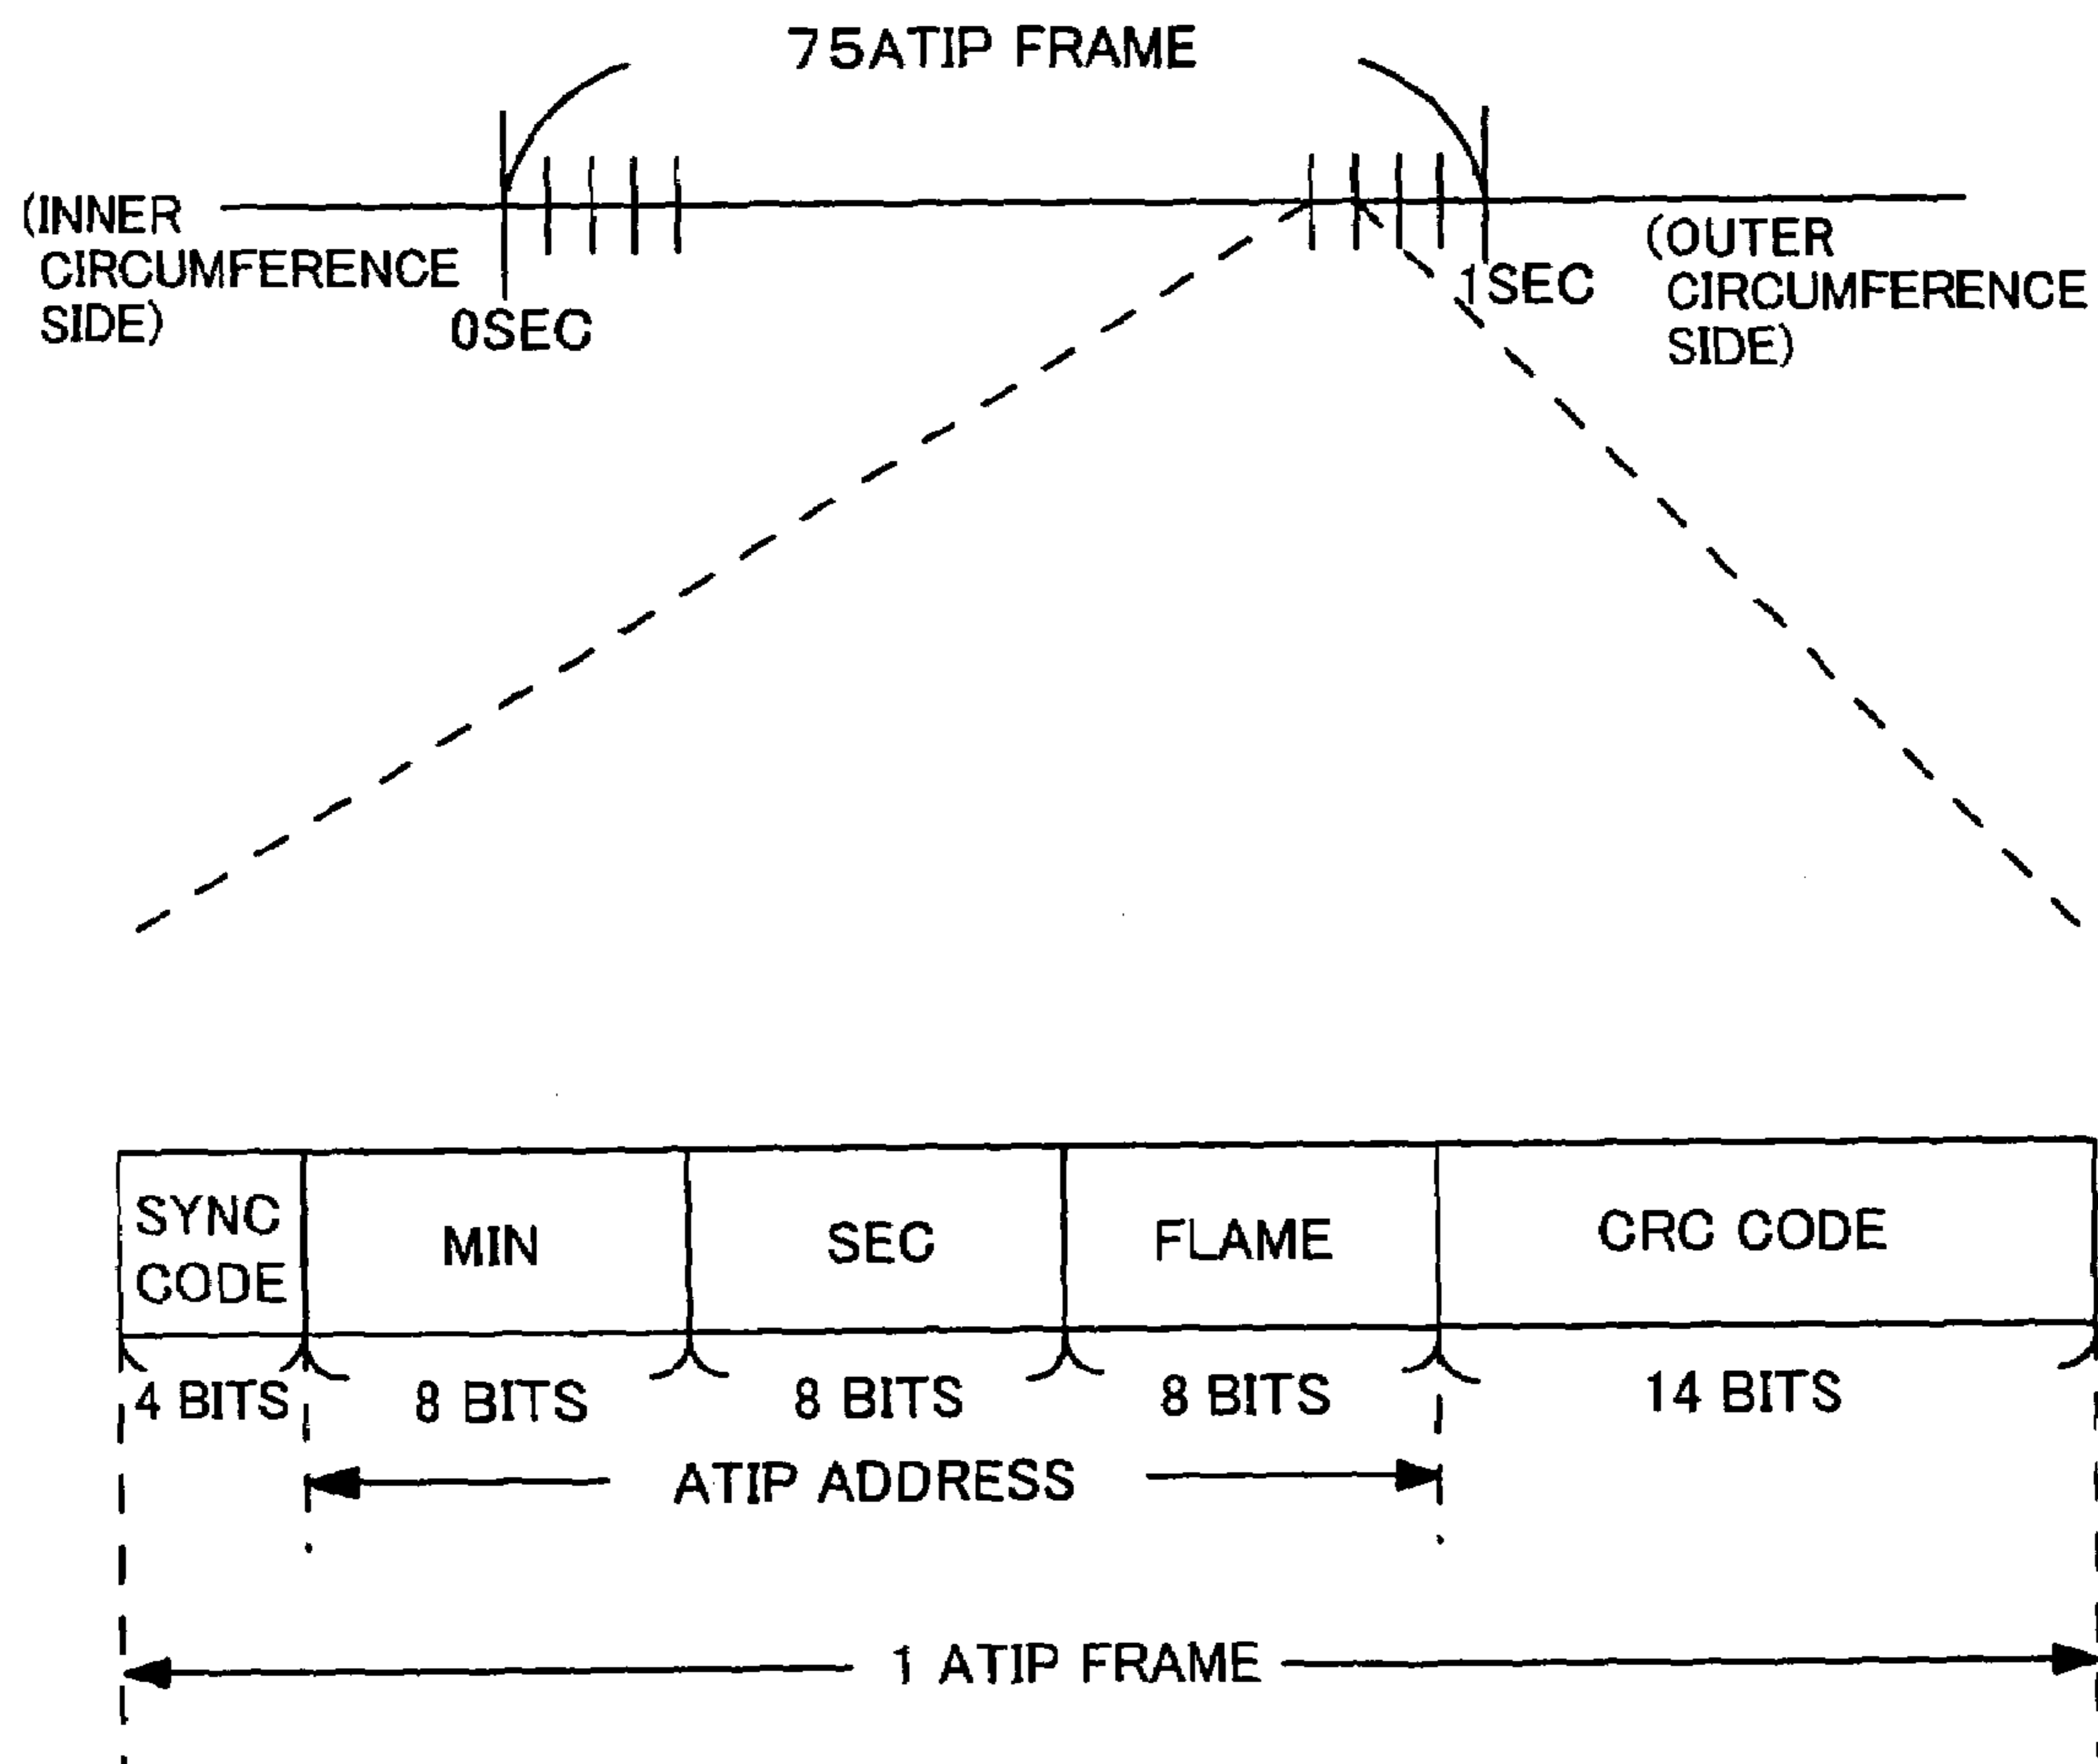 75ATIP FRAME
(INNER
CIRCUMFERENCE
SIDE)
0SEC
1SEC
(OUTER
CIRCUMFERENCE
SIDE)
SYNC
CODE
MIN
SEC
FLAME
CRC CODE
4 BITS
8 BITS
8 BITS
8 BITS
14 BITS
ATIP ADDRESS
1 ATIP FRAME